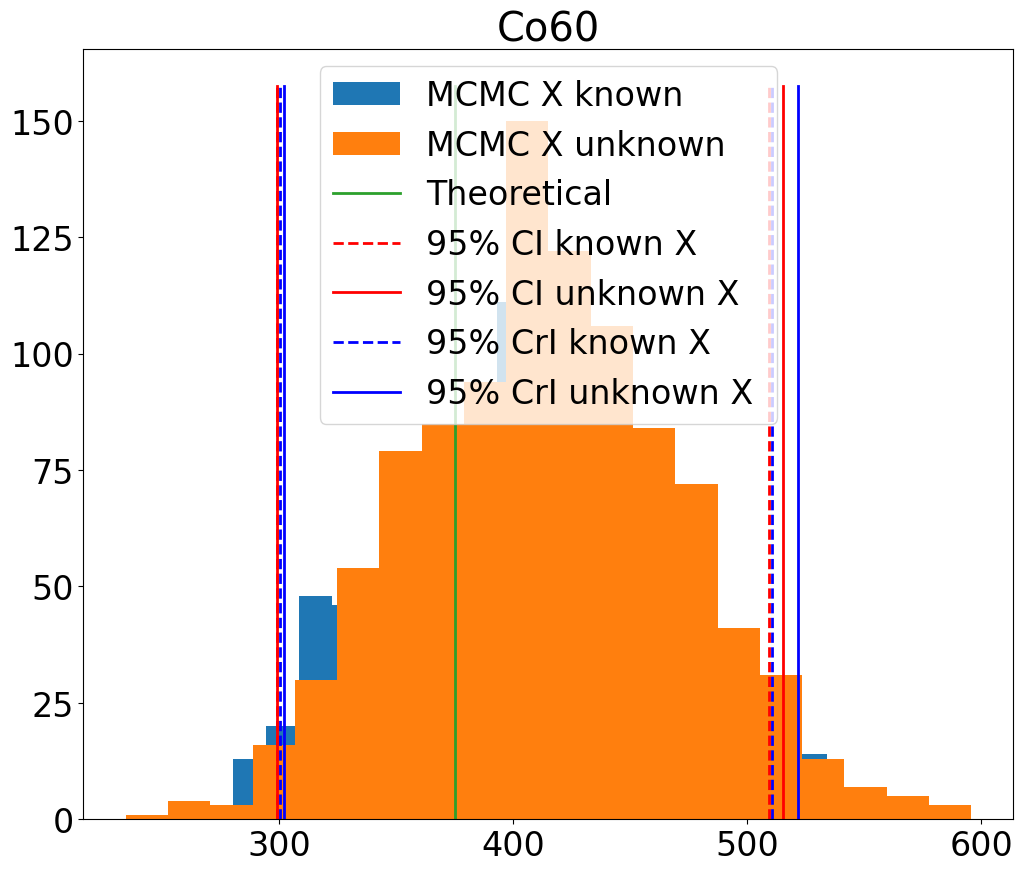 Co60
MCMC X known
MCMC X unknown
Theoretical
95% CI known X
95% CI unknown X
95% CrI known X
95% CrI unknown X
150
125
100
75
50
25
0
300 400 500 600